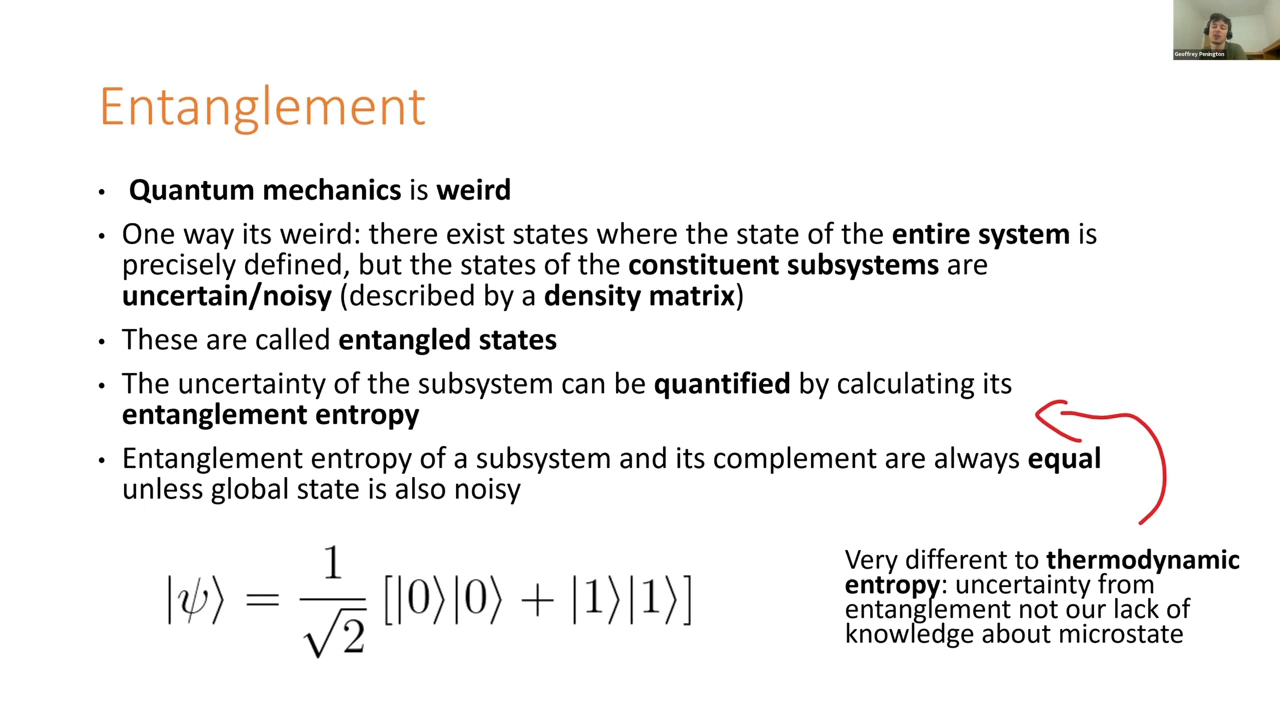 Geoffrey Penington
Entanglement
• Quantum mechanics is weird
• One way its weird: there exist states where the state of the entire system is
precisely defined, but the states of the constituent subsystems are
uncertain/noisy (described by a density matrix)
• These are called entangled states
• The uncertainty of the subsystem can be quantified by calculating its
entanglement entropy
• Entanglement entropy of a subsystem and its complement are always equal
unless global state is also noisy
|ψ⟩ = 1/√2 [|0⟩|0⟩ + |1⟩|1⟩]
Very different to thermodynamic
entropy: uncertainty from
entanglement not our lack of
knowledge about microstate